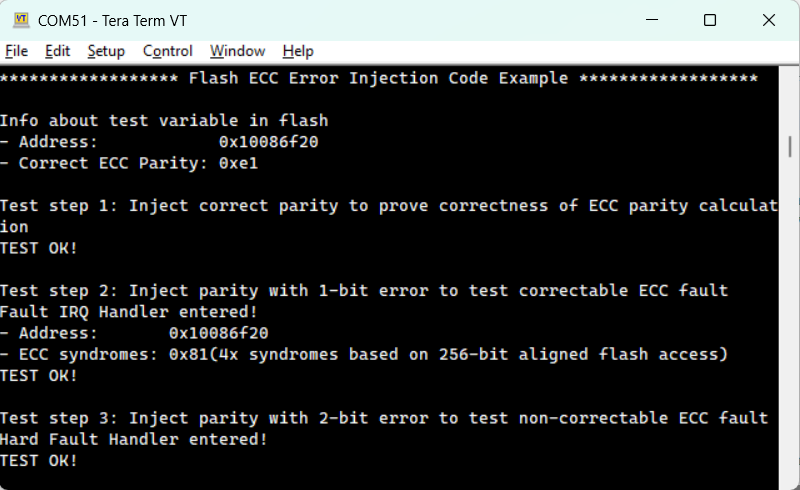 VT COM51 - Tera Term VT
File Edit Setup Control Window Help
****************** Flash ECC Error Injection Code Example ******************
Info about test variable in flash
- Address:            0x10086f20
- Correct ECC Parity: 0xe1
Test step 1: Inject correct parity to prove correctness of ECC parity calculat
ion
TEST OK!
Test step 2: Inject parity with 1-bit error to test correctable ECC fault
Fault IRQ Handler entered!
- Address:       0x10086f20
- ECC syndromes: 0x81(4x syndromes based on 256-bit aligned flash access)
TEST OK!
Test step 3: Inject parity with 2-bit error to test non-correctable ECC fault
Hard Fault Handler entered!
TEST OK!